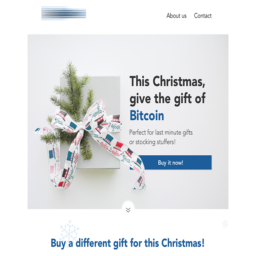 About us Contact
This Christmas,
give the gift of
Bitcoin
Perfect for last minute gifts
or stocking stuffers!
Buy it now!
Buy a different gift for this Christmas!